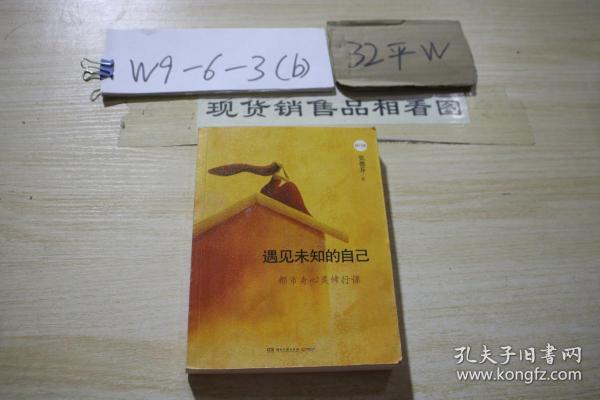 W9-6-3(b)
32平W
现货销售品相看图
张德芬
遇见未知的自己
都市身心灵修行课
孔夫子旧书网
www.kongfz.com